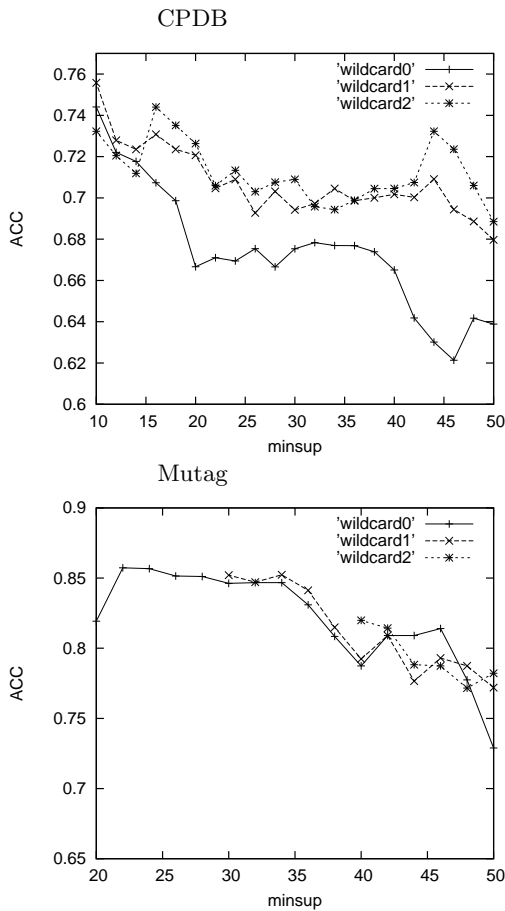 CPDB
0.76
0.74
0.72
0.7
0.68
0.66
0.64
0.62
0.6
ACC
'wildcard0'
'wildcard1'
'wildcard2'
10 15 20 25 30 35 40 45 50
minsup
Mutag
0.9
0.85
0.8
0.75
0.7
0.65
ACC
'wildcard0'
'wildcard1'
'wildcard2'
20 25 30 35 40 45 50
minsup